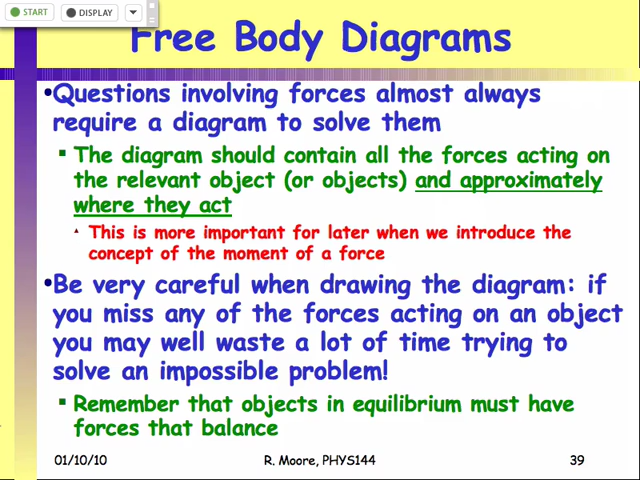 START DISPLAY
Free Body Diagrams
•Questions involving forces almost always
require a diagram to solve them
▪ The diagram should contain all the forces acting on
the relevant object (or objects) and approximately
where they act
▴ This is more important for later when we introduce the
concept of the moment of a force
•Be very careful when drawing the diagram: if
you miss any of the forces acting on an object
you may well waste a lot of time trying to
solve an impossible problem!
▪ Remember that objects in equilibrium must have
forces that balance
01/10/10 R. Moore, PHYS144 39